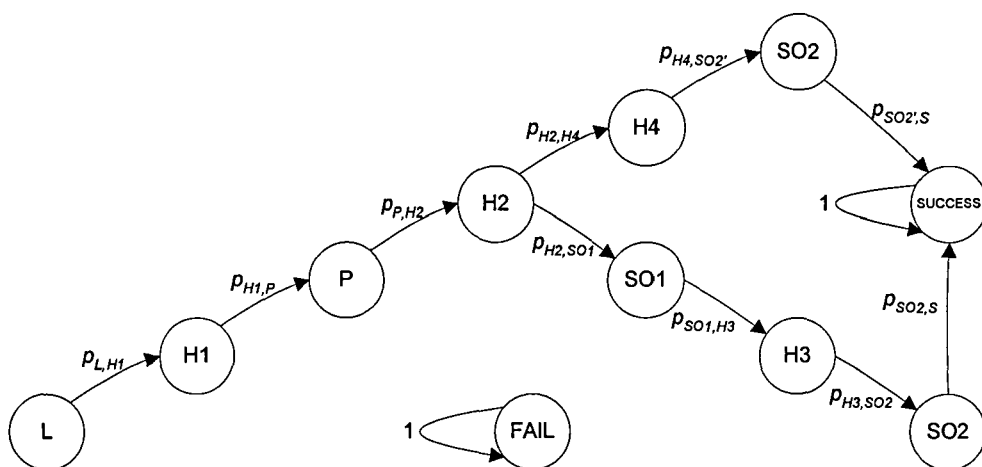 SO2
p_H4,SO2'
p_SO2',S
H4
p_H2,H4
H2
p_P,H2
1
SUCCESS
p_H2,SO1
P
SO1
p_H1,P
p_SO2,S
p_SO1,H3
H1
H3
p_L,H1
p_H3,SO2
L
1
FAIL
SO2